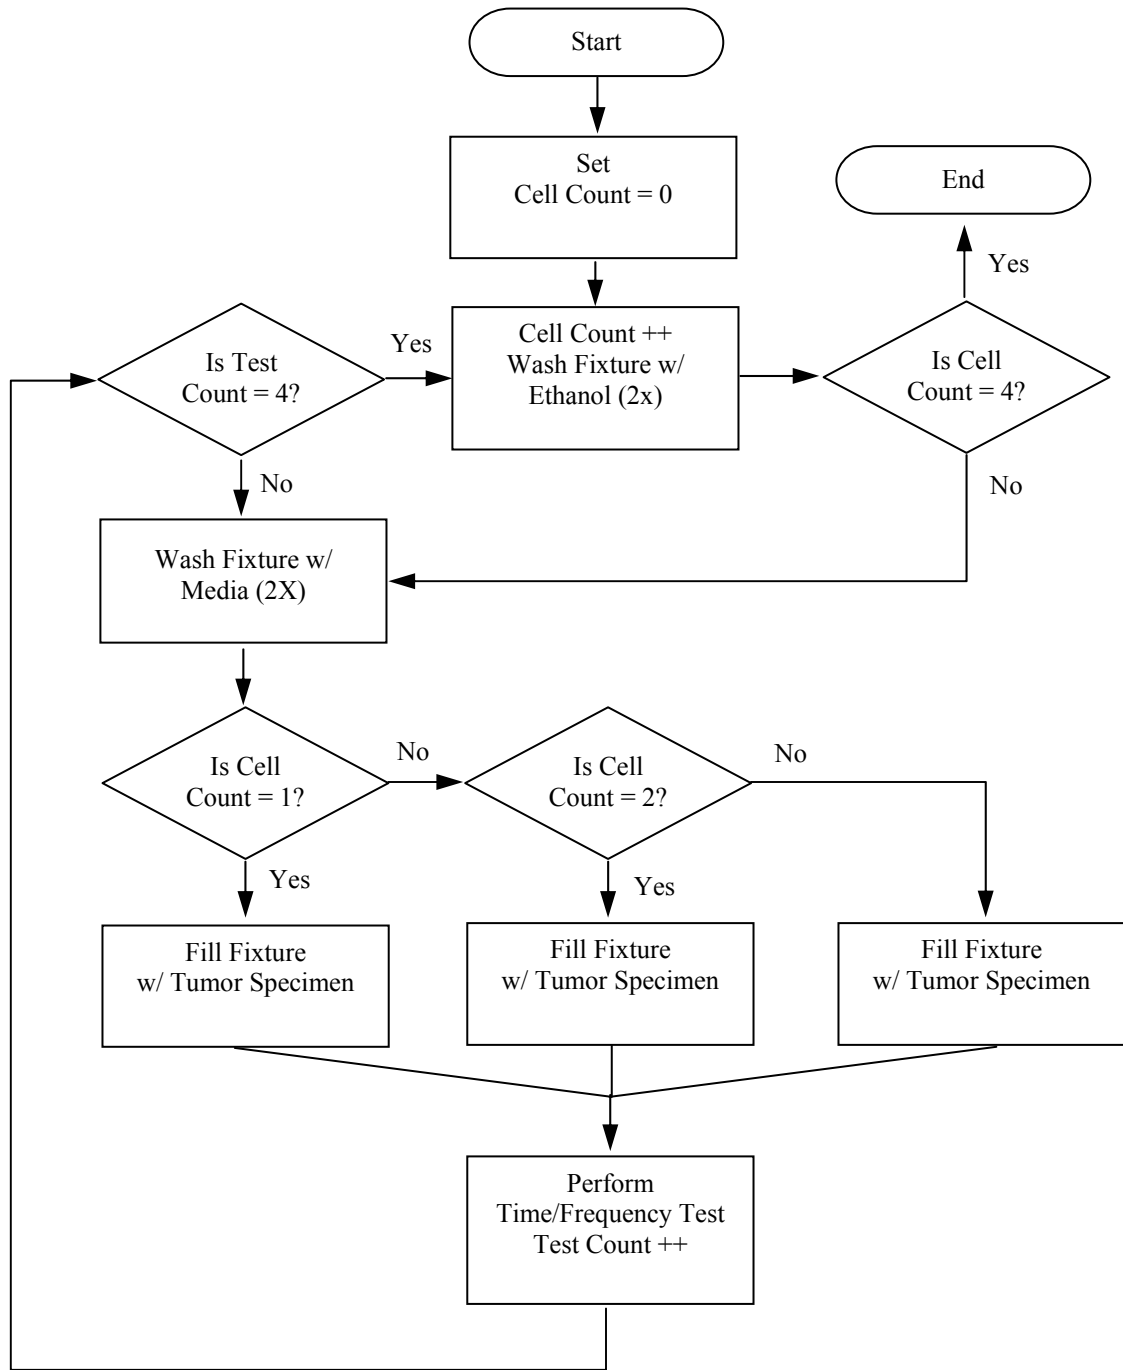 Start
Set
Cell Count = 0
End
Yes
Is Test
Count = 4?
Yes
Cell Count ++
Wash Fixture w/
Ethanol (2x)
Is Cell
Count = 4?
No
No
Wash Fixture w/
Media (2X)
Is Cell
Count = 1?
No
Is Cell
Count = 2?
No
Yes
Yes
Fill Fixture
w/ Tumor Specimen
Fill Fixture
w/ Tumor Specimen
Fill Fixture
w/ Tumor Specimen
Perform
Time/Frequency Test
Test Count ++